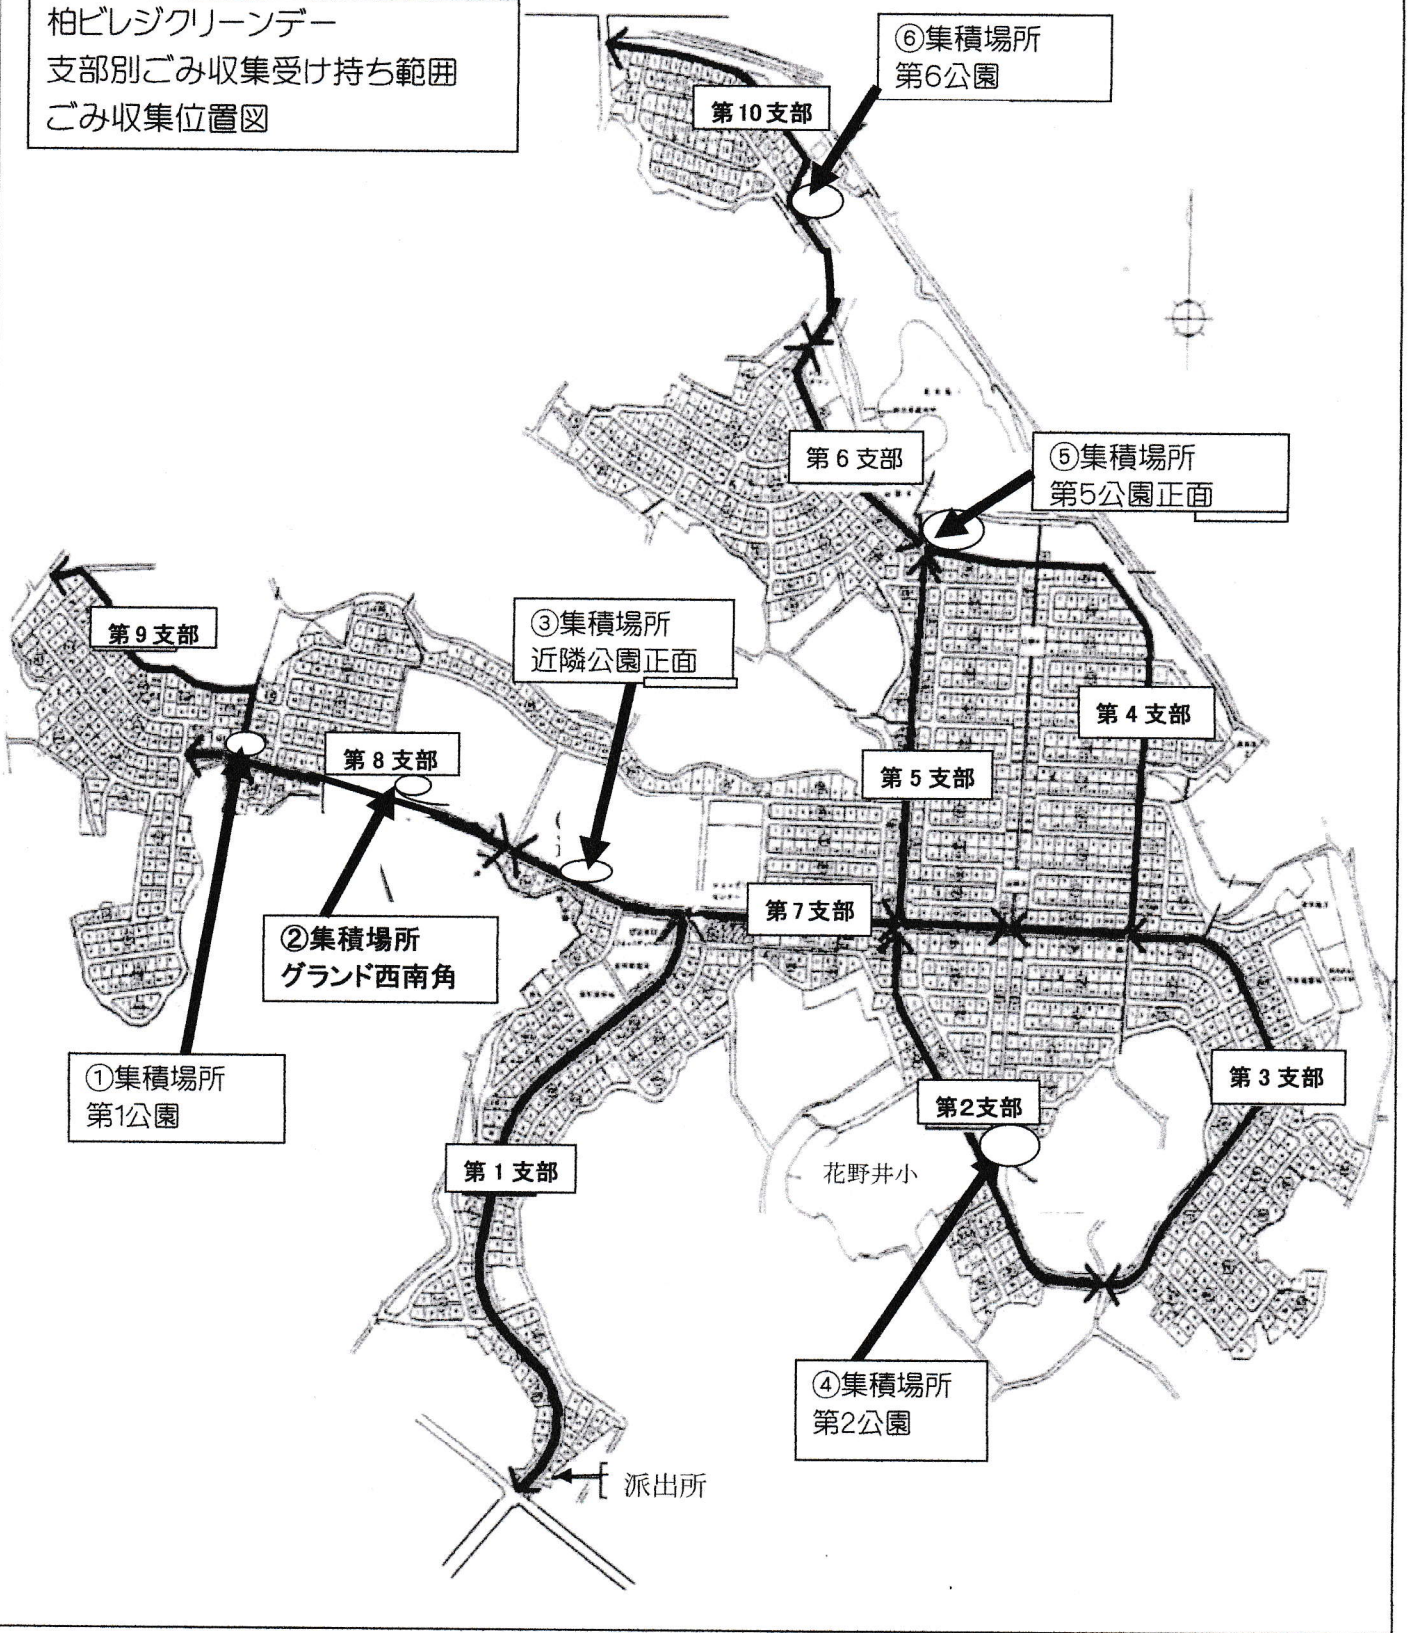 柏ビレジクリーンデー
支部別ごみ収集受け持ち範囲
ごみ収集位置図
⑥集積場所
第6公園
第10支部
第6支部
⑤集積場所
第5公園正面
第9支部
③集積場所
近隣公園正面
第4支部
第8支部
第5支部
第7支部
②集積場所
グランド西南角
①集積場所
第1公園
第3支部
第2支部
第1支部
花野井小
④集積場所
第2公園
派出所